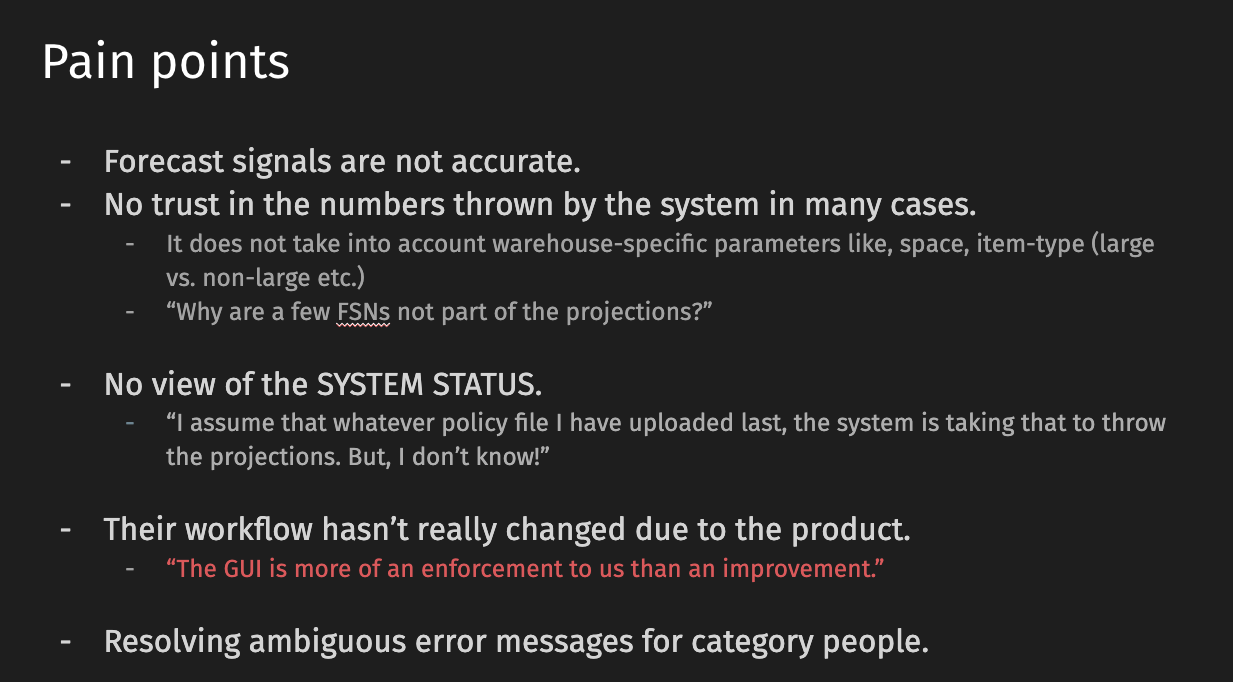 Pain points
- Forecast signals are not accurate.
- No trust in the numbers thrown by the system in many cases.
- It does not take into account warehouse-specific parameters like, space, item-type (large
vs. non-large etc.)
- “Why are a few FSNs not part of the projections?”
- No view of the SYSTEM STATUS.
- “I assume that whatever policy file I have uploaded last, the system is taking that to throw
the projections. But, I don’t know!”
- Their workflow hasn’t really changed due to the product.
- “The GUI is more of an enforcement to us than an improvement.”
- Resolving ambiguous error messages for category people.